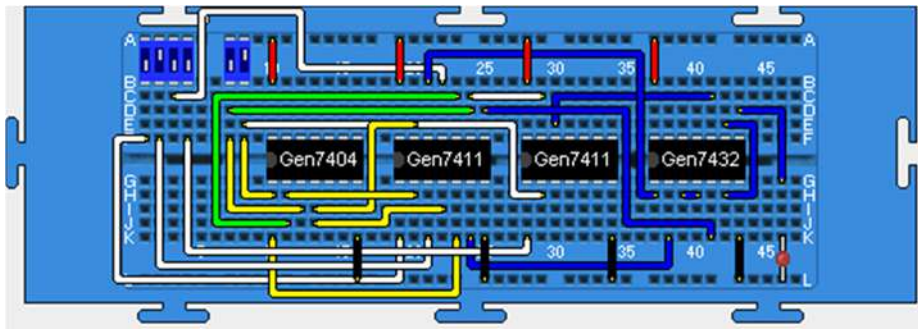 A A
25 30 35 40 45
B B
C C
D D
E E
F
Gen7404 Gen7411 Gen7411 Gen7432
G G
H H
I I
J J
K K
30 35 40 45
L